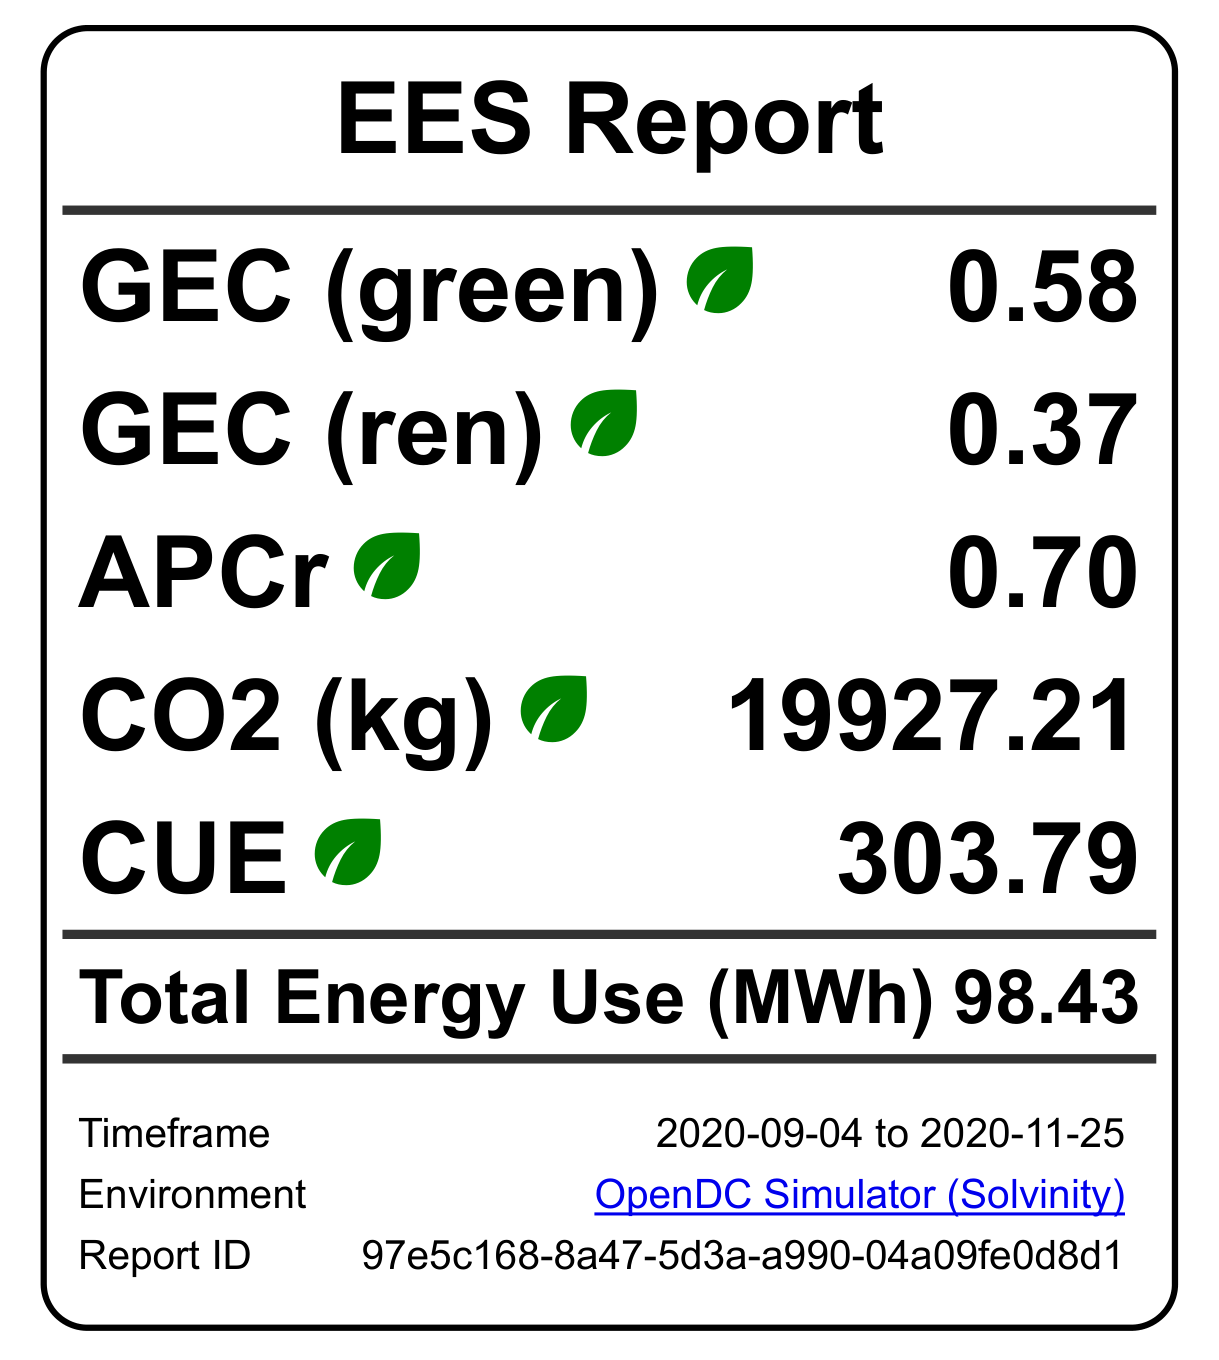 EES Report
GEC (green) 0.58
GEC (ren) 0.37
APCr 0.70
CO2 (kg) 19927.21
CUE 303.79
Total Energy Use (MWh) 98.43
Timeframe 2020-09-04 to 2020-11-25
Environment OpenDC Simulator (Solvinity)
Report ID 97e5c168-8a47-5d3a-a990-04a09fe0d8d1